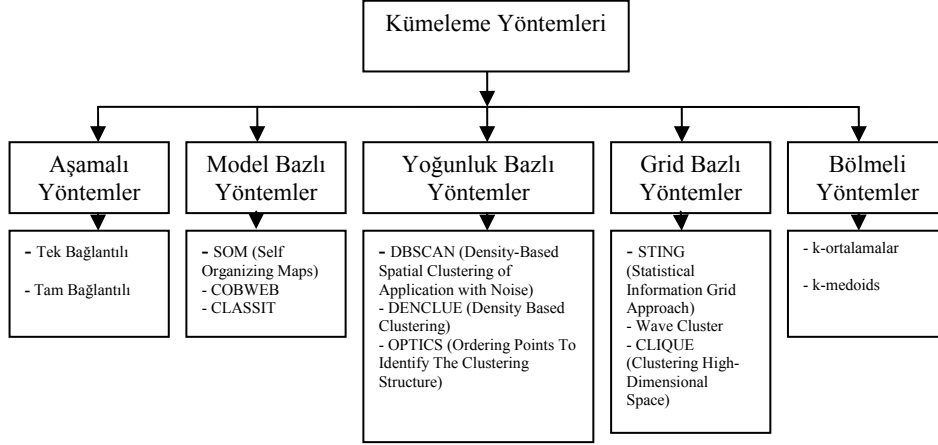 Kümeleme Yöntemleri
Aşamalı
Yöntemler
Model Bazlı
Yöntemler
Yoğunluk Bazlı
Yöntemler
Grid Bazlı
Yöntemler
Bölmeli
Yöntemler
- Tek Bağlantılı
- Tam Bağlantılı
- SOM (Self
Organizing Maps)
- COBWEB
- CLASSIT
- DBSCAN (Density-Based
Spatial Clustering of
Application with Noise)
- DENCLUE (Density Based
Clustering)
- OPTICS (Ordering Points To
Identify The Clustering
Structure)
- STING
(Statistical
Information Grid
Approach)
- Wave Cluster
- CLIQUE
(Clustering High-
Dimensional
Space)
- k-ortalamalar
- k-medoids